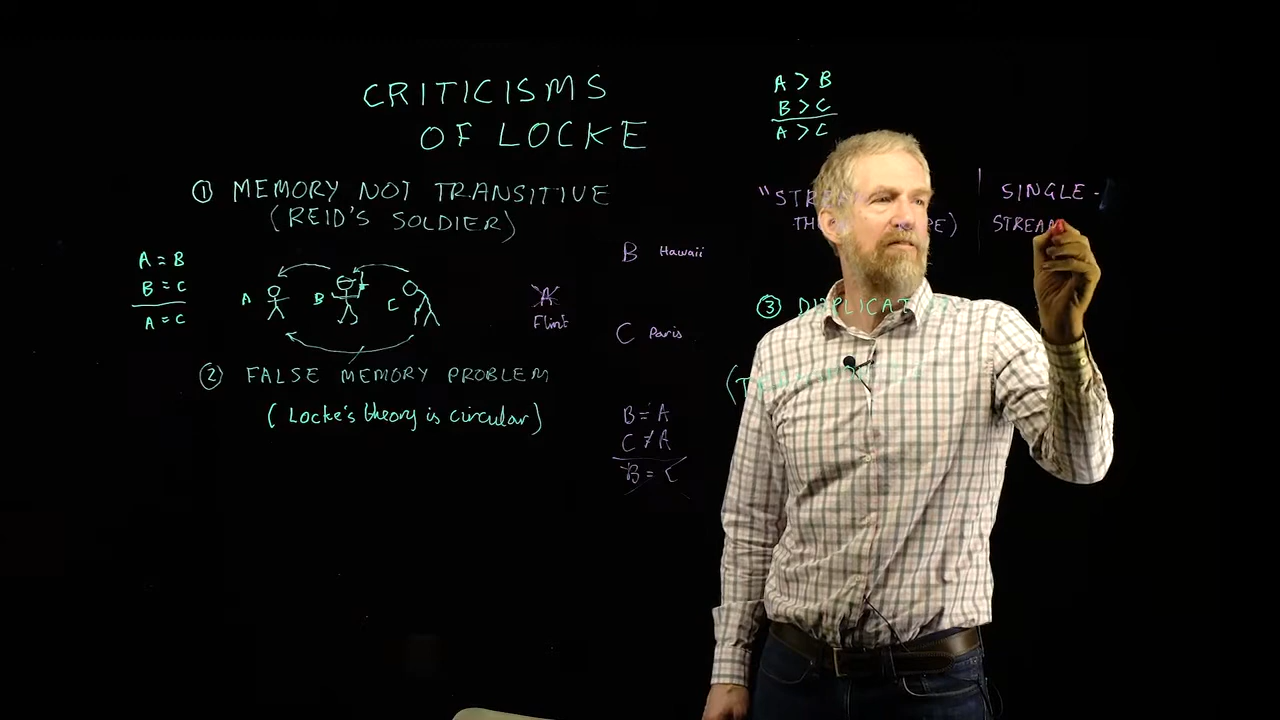 CRITICISMS
OF LOCKE
① MEMORY NOT TRANSITIVE
(REID'S SOLDIER)
A = B
B = C
A = C
A
B
C
② FALSE MEMORY PROBLEM
(Locke's theory is circular)
A
Flint
B Hawaii
C Paris
B = A
C ≠ A
B = C
A > B
B > C
A > C
SINGLE-
STREAM
③